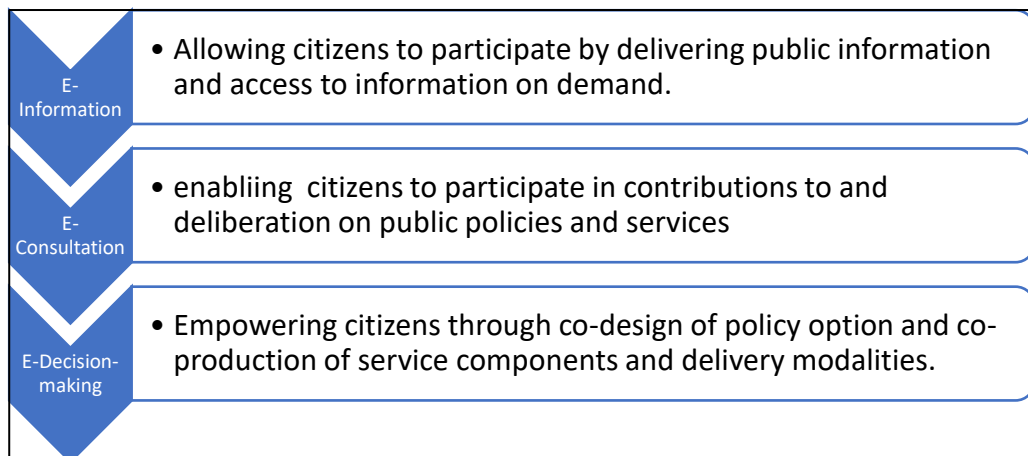 E-
Information
• Allowing citizens to participate by delivering public information
and access to information on demand.
E-
Consultation
• enabliing  citizens to participate in contributions to and
deliberation on public policies and services
E-Decision-
making
• Empowering citizens through co-design of policy option and co-
production of service components and delivery modalities.